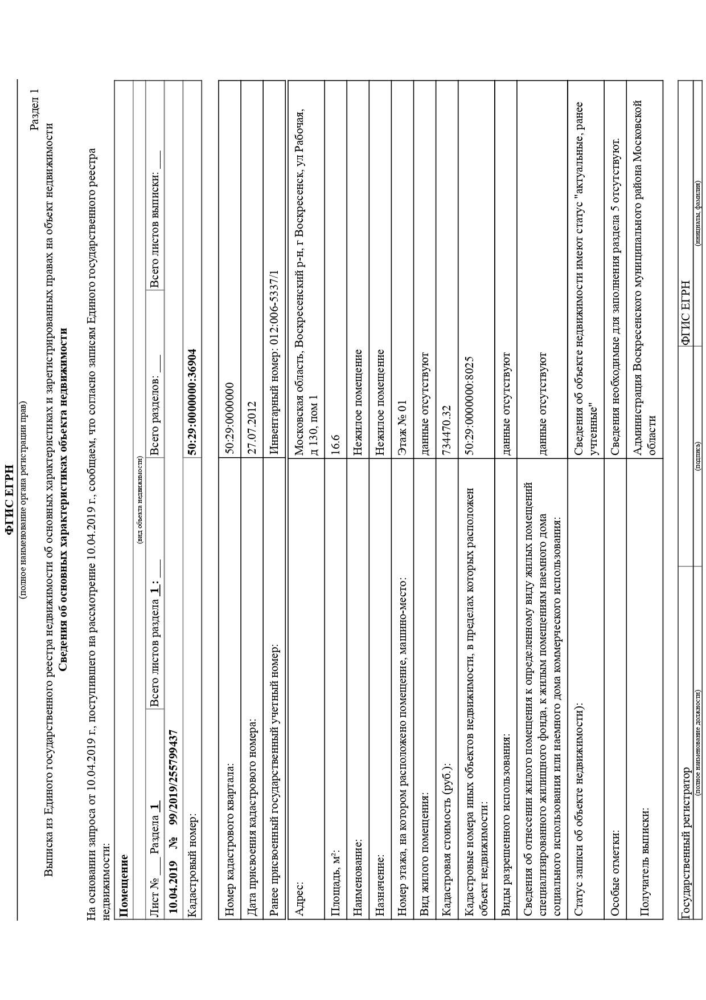 ФГИС ЕГРН
(полное наименование органа регистрации прав)
Раздел 1
Выписка из Единого государственного реестра недвижимости об основных характеристиках и зарегистрированных правах на объект недвижимости
Сведения об основных характеристиках объекта недвижимости
На основании запроса от 10.04.2019 г., поступившего на рассмотрение 10.04.2019 г., сообщаем, что согласно записям Единого государственного реестра
недвижимости:
Помещение
(вид объекта недвижимости)
Лист № ___ Раздела 1 Всего листов раздела 1 : ___ Всего разделов: ___ Всего листов выписки: ___
10.04.2019 № 99/2019/255799437
Кадастровый номер: 50:29:0000000:36904
Номер кадастрового квартала: 50:29:0000000
Дата присвоения кадастрового номера: 27.07.2012
Ранее присвоенный государственный учетный номер: Инвентарный номер: 012:006-5337/1
Адрес: Московская область, Воскресенский р-н, г Воскресенск, ул Рабочая,
д 130, пом 1
Площадь, м²: 16.6
Наименование: Нежилое помещение
Назначение: Нежилое помещение
Номер этажа, на котором расположено помещение, машино-место: Этаж № 01
Вид жилого помещения: данные отсутствуют
Кадастровая стоимость (руб.): 734470.32
Кадастровые номера иных объектов недвижимости, в пределах которых расположен
объект недвижимости: 50:29:0000000:8025
Виды разрешенного использования: данные отсутствуют
Сведения об отнесении жилого помещения к определенному виду жилых помещений
специализированного жилищного фонда, к жилым помещениям наемного дома
социального использования или наемного дома коммерческого использования: данные отсутствуют
Статус записи об объекте недвижимости): Сведения об объекте недвижимости имеют статус "актуальные, ранее
учтенные"
Особые отметки: Сведения необходимые для заполнения раздела 5 отсутствуют.
Получатель выписки: Администрация Воскресенского муниципального района Московской
области
Государственный регистратор ФГИС ЕГРН
(полное наименование должности) (подпись) (инициалы, фамилия)